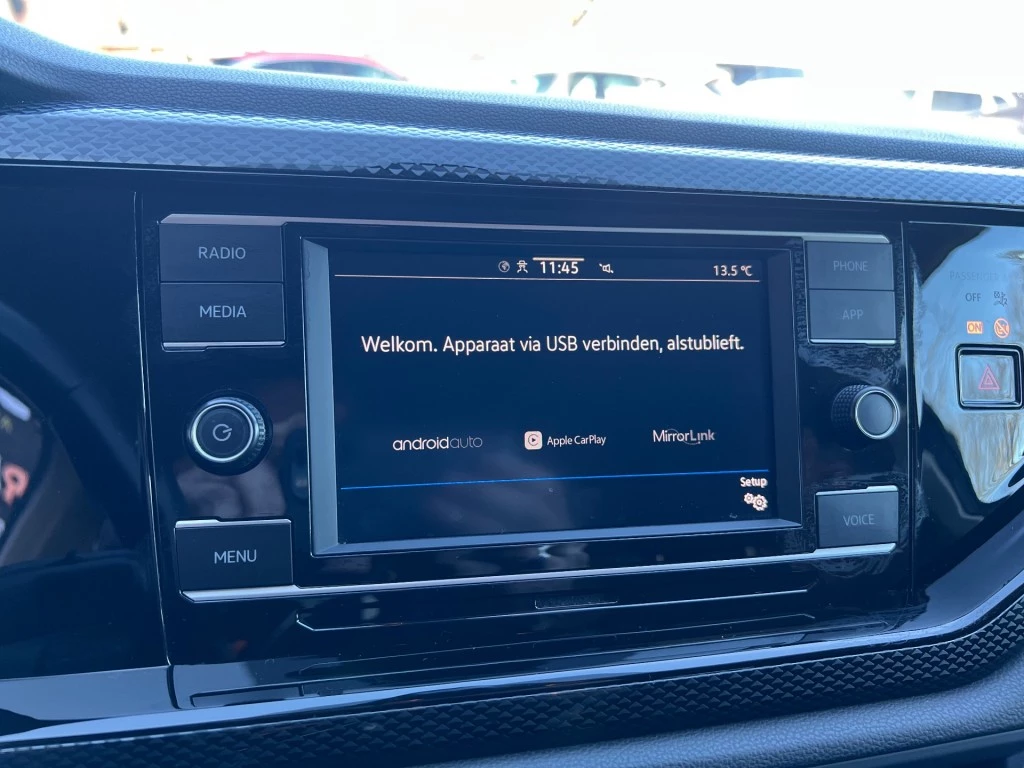 RADIO
MEDIA
MENU
11:45
13.5 °C
Welkom. Apparaat via USB verbinden, alstublieft.
androidauto
Apple CarPlay
MirrorLink
Setup
PHONE
APP
VOICE
PASSENGER
OFF
ON